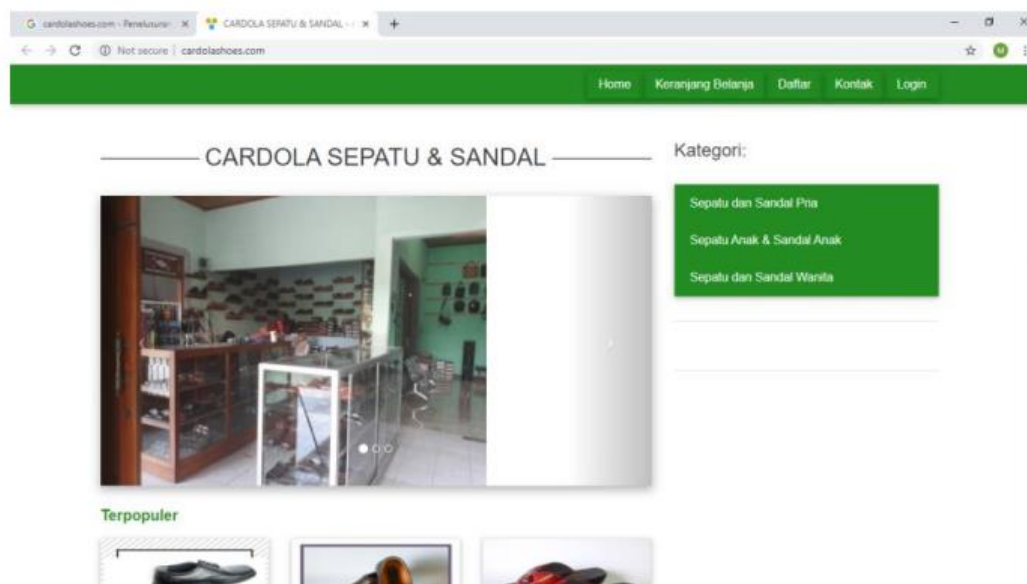 cardolashoes.com - Penelusuran
CARDOLA SEPATU & SANDAL -
Not secure | cardolashoes.com
Home Keranjang Belanja Daftar Kontak Login
CARDOLA SEPATU & SANDAL
Kategori:
Sepatu dan Sandal Pria
Sepatu Anak & Sandal Anak
Sepatu dan Sandal Wanita
Terpopuler